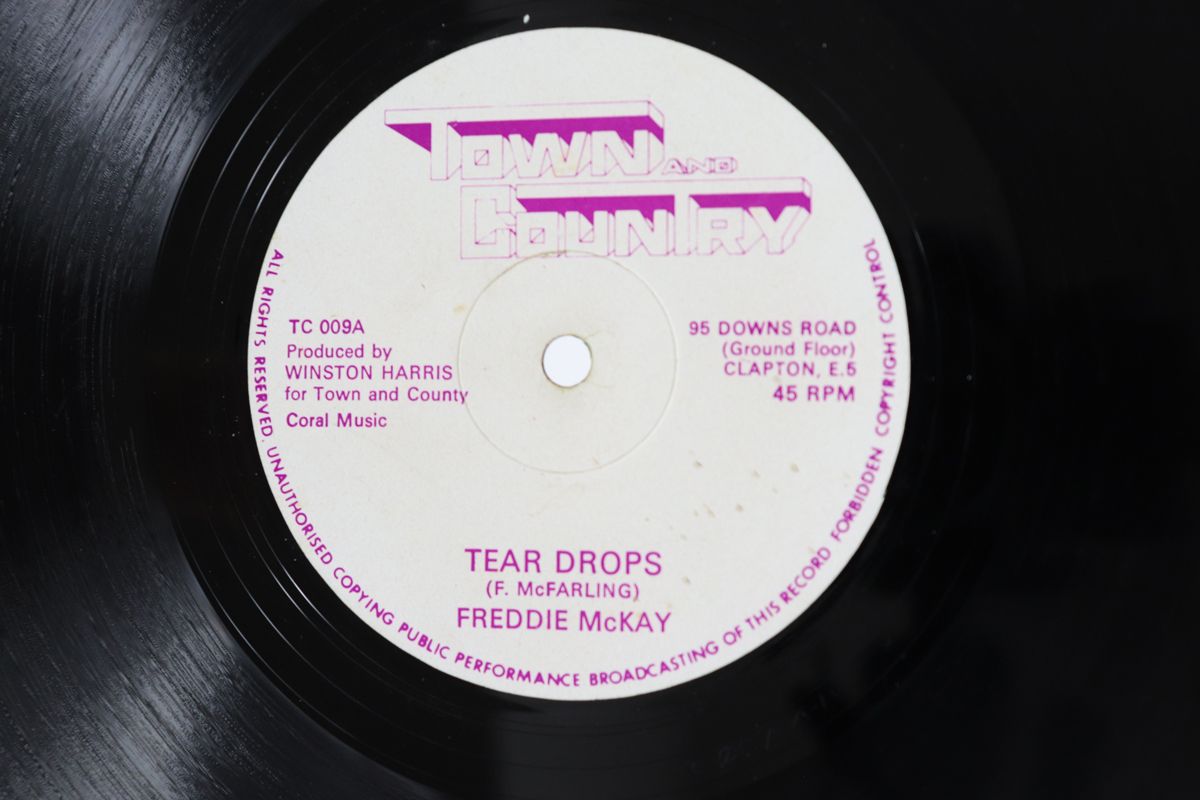 TOWN AND
COUNTRY
TC 009A
Produced by
WINSTON HARRIS
for Town and County
Coral Music
95 DOWNS ROAD
(Ground Floor)
CLAPTON, E.5
45 RPM
TEAR DROPS
(F. McFARLING)
FREDDIE McKAY
ALL RIGHTS RESERVED. UNAUTHORISED COPYING PUBLIC PERFORMANCE BROADCASTING OF THIS RECORD FORBIDDEN COPYRIGHT CONTROL